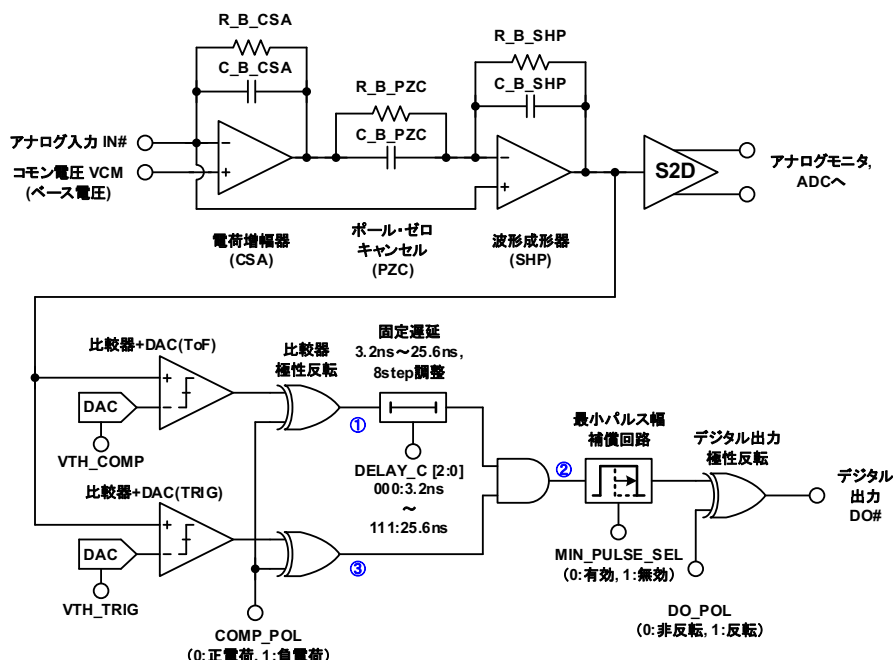 R_B_CSA
C_B_CSA
R_B_PZC
C_B_PZC
R_B_SHP
C_B_SHP
アナログ入力 IN#
コモン電圧 VCM
(ベース電圧)
−
+
−
+
S2D
アナログモニタ,
ADCへ
電荷増幅器
(CSA)
ポール・ゼロ
キャンセル
(PZC)
波形成形器
(SHP)
比較器+DAC(ToF)
+
−
DAC
VTH_COMP
比較器
極性反転
①
固定遅延
3.2ns～25.6ns,
8step調整
DELAY_C [2:0]
000:3.2ns
～
111:25.6ns
比較器+DAC(TRIG)
+
−
DAC
VTH_TRIG
③
COMP_POL
(0:正電荷, 1:負電荷)
②
最小パルス幅
補償回路
MIN_PULSE_SEL
(0:有効, 1:無効)
デジタル出力
極性反転
DO_POL
(0:非反転, 1:反転)
デジタル
出力
DO#